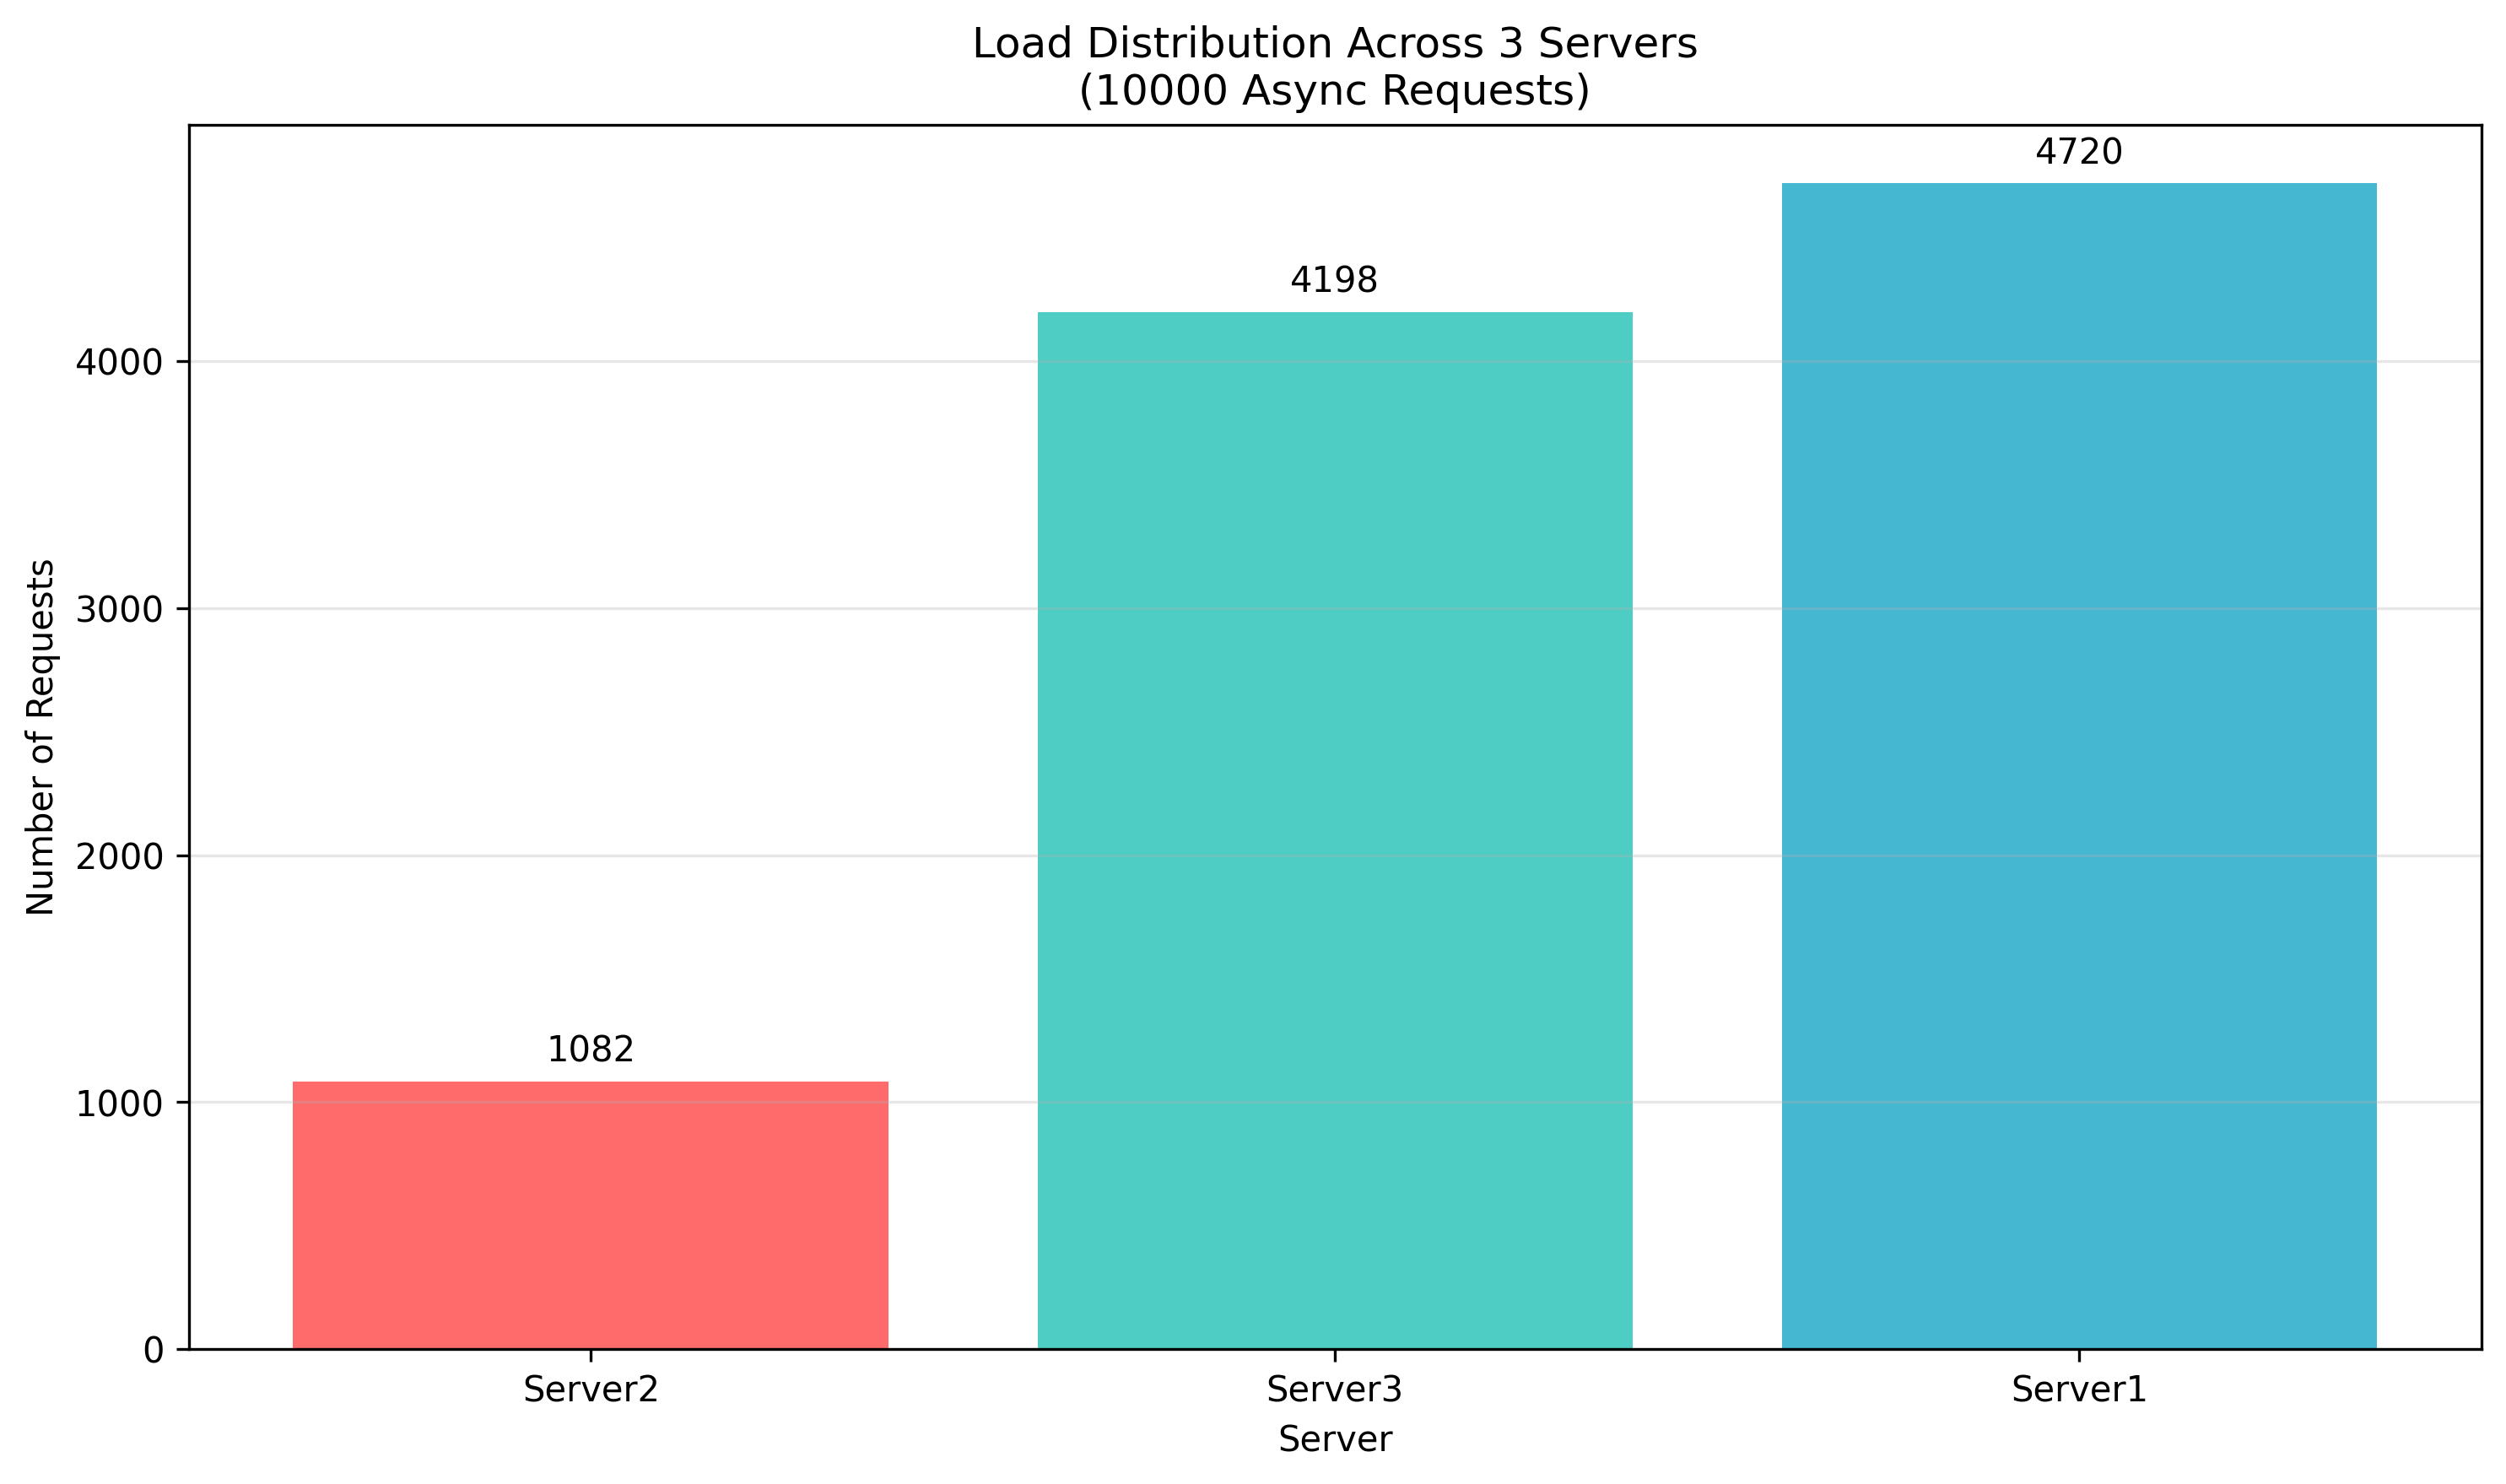 Load Distribution Across 3 Servers
(10000 Async Requests)
4720
4198
1082
4000
3000
2000
1000
0
Number of Requests
Server2 Server3 Server1
Server